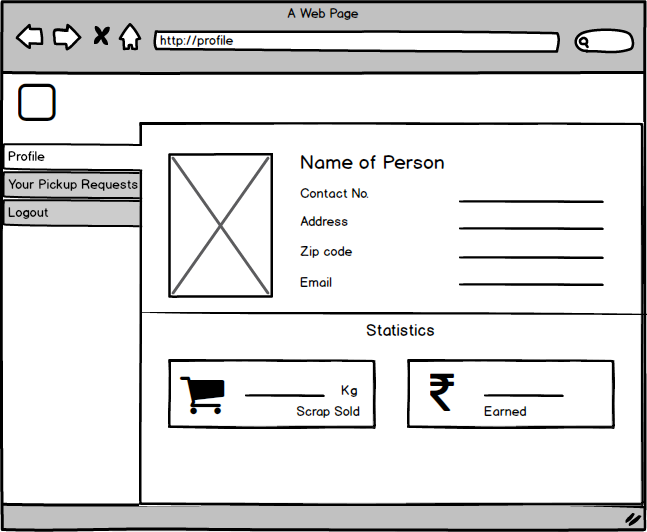 A Web Page
http://profile
Profile
Your Pickup Requests
Logout
Name of Person
Contact No.
Address
Zip code
Email
Statistics
Kg
Scrap Sold
₹
Earned